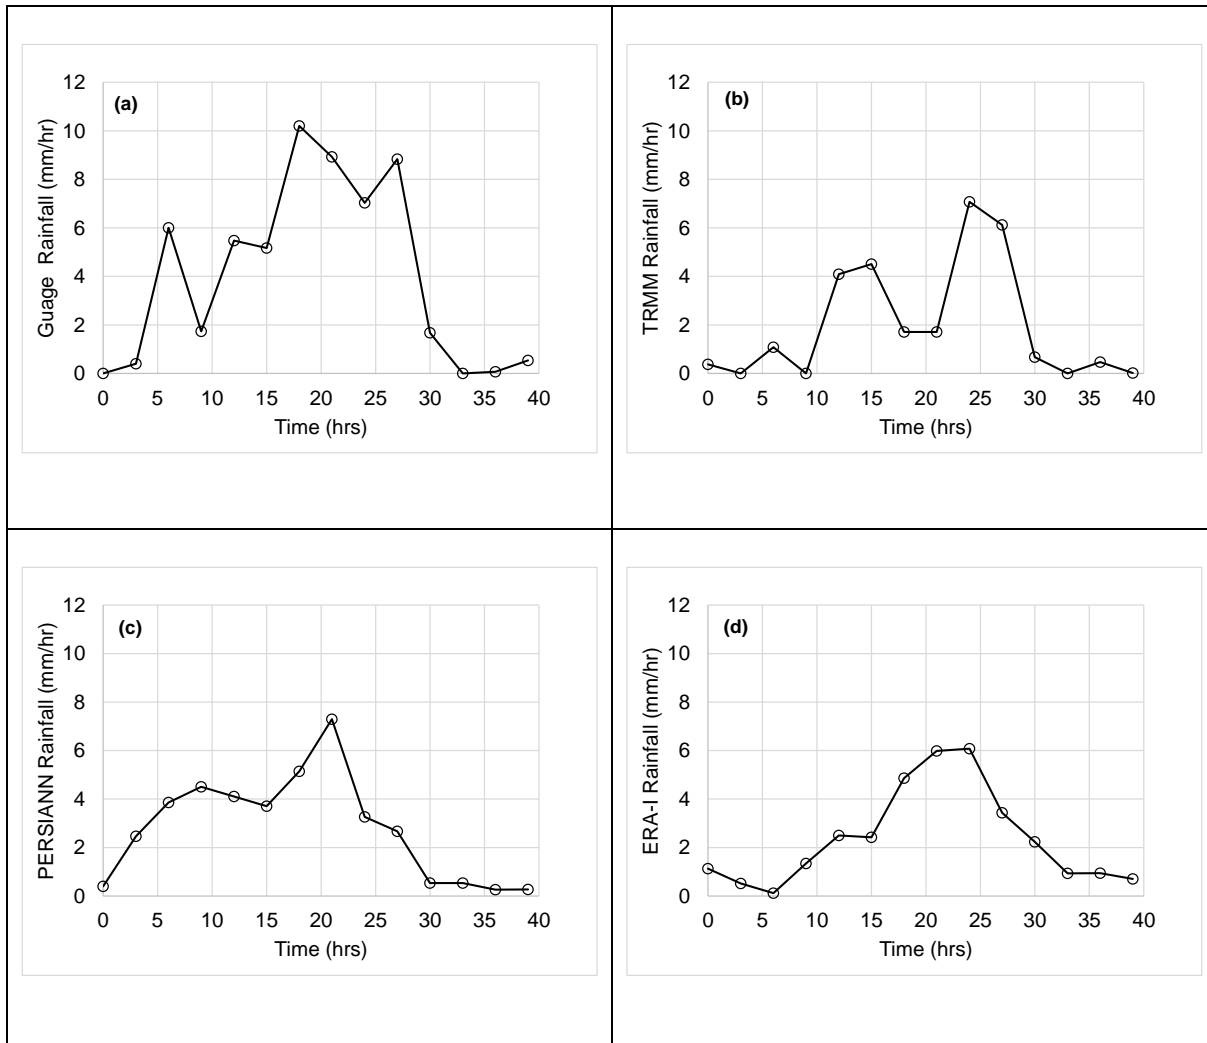 (a)
Guage Rainfall (mm/hr)
12
10
8
6
4
2
0
0 5 10 15 20 25 30 35 40
Time (hrs)
(b)
TRMM Rainfall (mm/hr)
12
10
8
6
4
2
0
0 5 10 15 20 25 30 35 40
Time (hrs)
(c)
PERSIANN Rainfall (mm/hr)
12
10
8
6
4
2
0
0 5 10 15 20 25 30 35 40
Time (hrs)
(d)
ERA-I Rainfall (mm/hr)
12
10
8
6
4
2
0
0 5 10 15 20 25 30 35 40
Time (hrs)